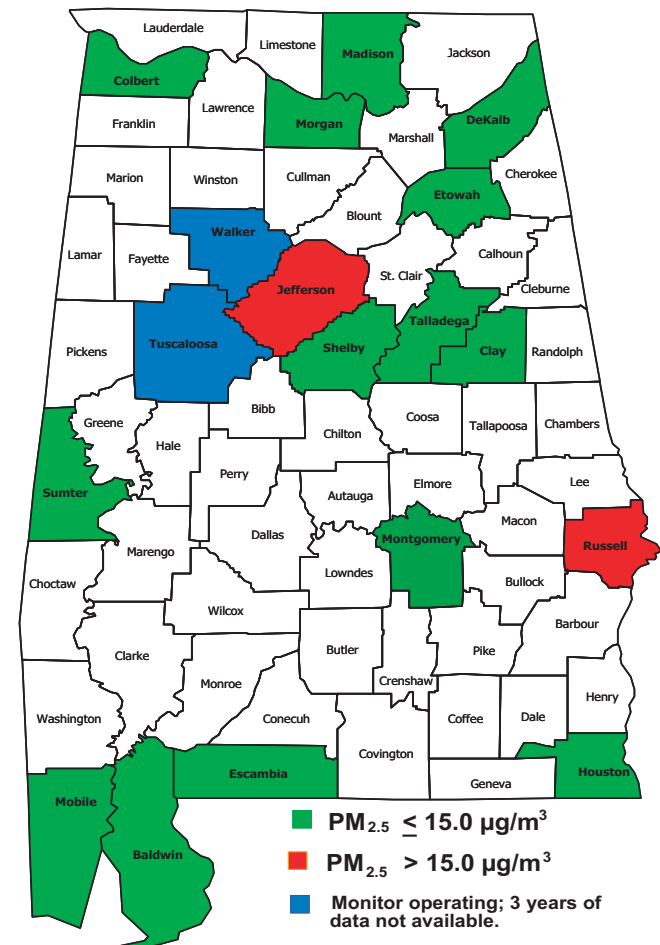 Lauderdale
Limestone
Madison
Jackson
Colbert
Lawrence
Franklin
Morgan
Marshall
DeKalb
Marion
Winston
Cullman
Cherokee
Etowah
Blount
Walker
Lamar
Fayette
St. Clair
Calhoun
Cleburne
Jefferson
Talladega
Pickens
Tuscaloosa
Shelby
Clay
Randolph
Greene
Bibb
Coosa
Tallapoosa
Chambers
Hale
Chilton
Perry
Elmore
Lee
Sumter
Autauga
Macon
Dallas
Montgomery
Russell
Marengo
Choctaw
Lowndes
Bullock
Wilcox
Barbour
Clarke
Butler
Pike
Crenshaw
Monroe
Henry
Washington
Conecuh
Coffee
Dale
Covington
Escambia
Geneva
Houston
Mobile
Baldwin
PM2.5 ≤ 15.0 µg/m³
PM2.5 > 15.0 µg/m³
Monitor operating; 3 years of
data not available.